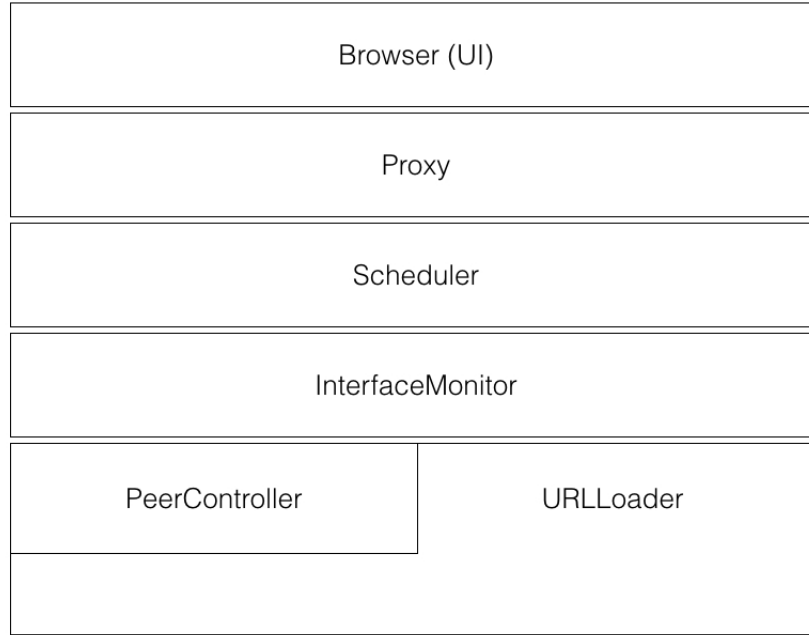 Browser (UI)
Proxy
Scheduler
InterfaceMonitor
PeerController
URLLoader